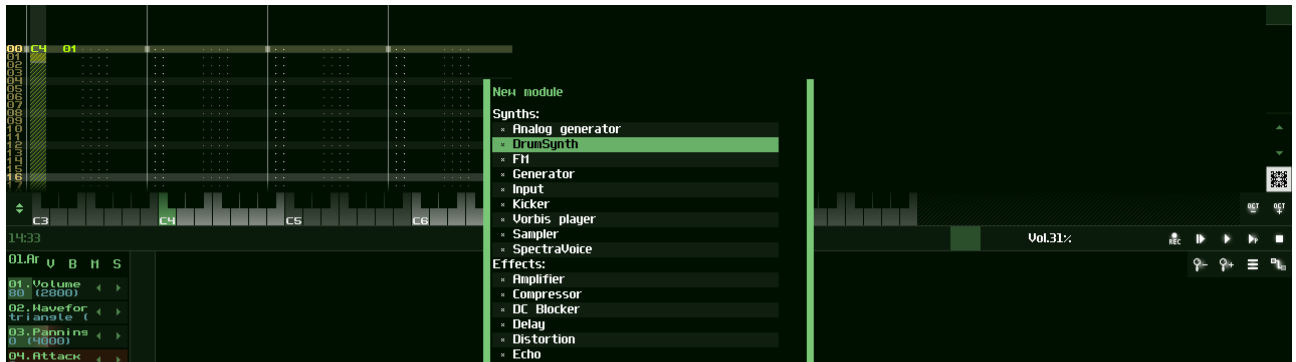 00 C4 01
01
02
03
04
05
06
07
08
09
10
11
12
13
14
15
16
17
New module
Synths:
Analog generator
DrumSynth
FM
Generator
Input
Kicker
Vorbis player
Sampler
SpectraVoice
Effects:
Amplifier
Compressor
DC Blocker
Delay
Distortion
Echo
C3 C4 C5 C6
OCT OCT
14:33
Vol.31%
REC
01.Ar V B M S
01.Volume
80 (2800)
02.Wavefor
triangle (
03.Panning
0 (4000)
04.Attack